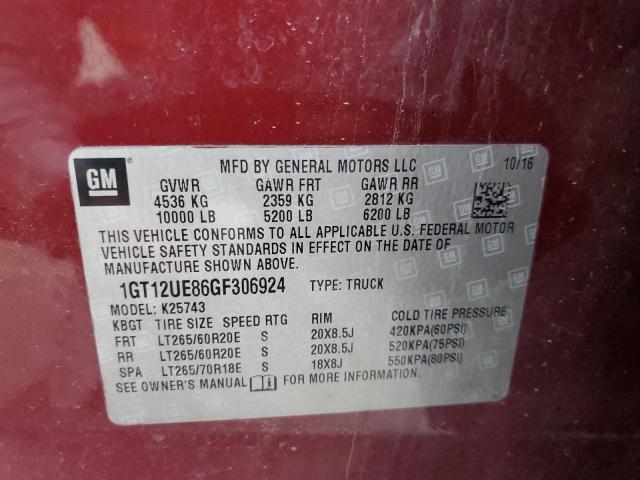 GM
MFD BY GENERAL MOTORS LLC 10/16
GVWR GAWR FRT GAWR RR
4536 KG 2359 KG 2812 KG
10000 LB 5200 LB 6200 LB
THIS VEHICLE CONFORMS TO ALL APPLICABLE U.S. FEDERAL MOTOR
VEHICLE SAFETY STANDARDS IN EFFECT ON THE DATE OF
MANUFACTURE SHOWN ABOVE.
1GT12UE86GF306924 TYPE: TRUCK
MODEL: K25743
KBGT TIRE SIZE SPEED RTG RIM COLD TIRE PRESSURE
FRT LT265/60R20E S 20X8.5J 420KPA(60PSI)
RR LT265/60R20E S 20X8.5J 520KPA(75PSI)
SPA LT265/70R18E S 18X8J 550KPA(80PSI)
SEE OWNER'S MANUAL FOR MORE INFORMATION.